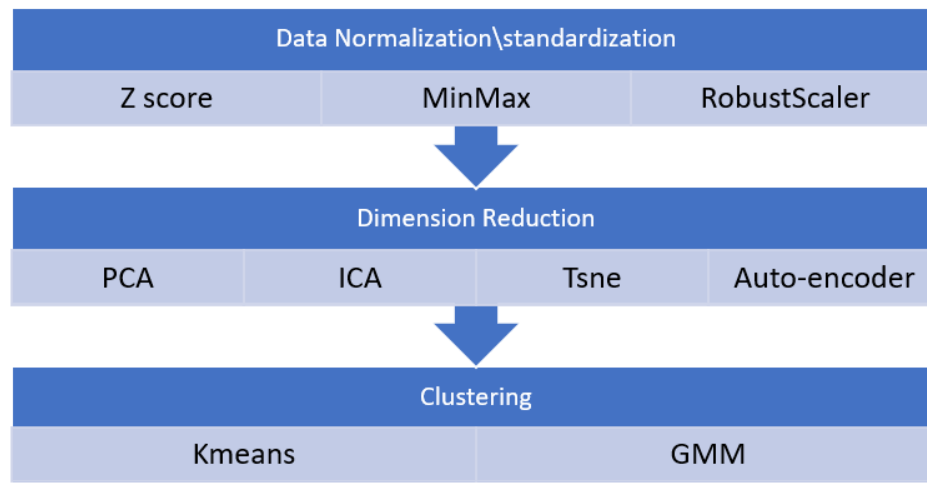 Data Normalization\standardization
Z score MinMax RobustScaler
Dimension Reduction
PCA ICA Tsne Auto-encoder
Clustering
Kmeans GMM